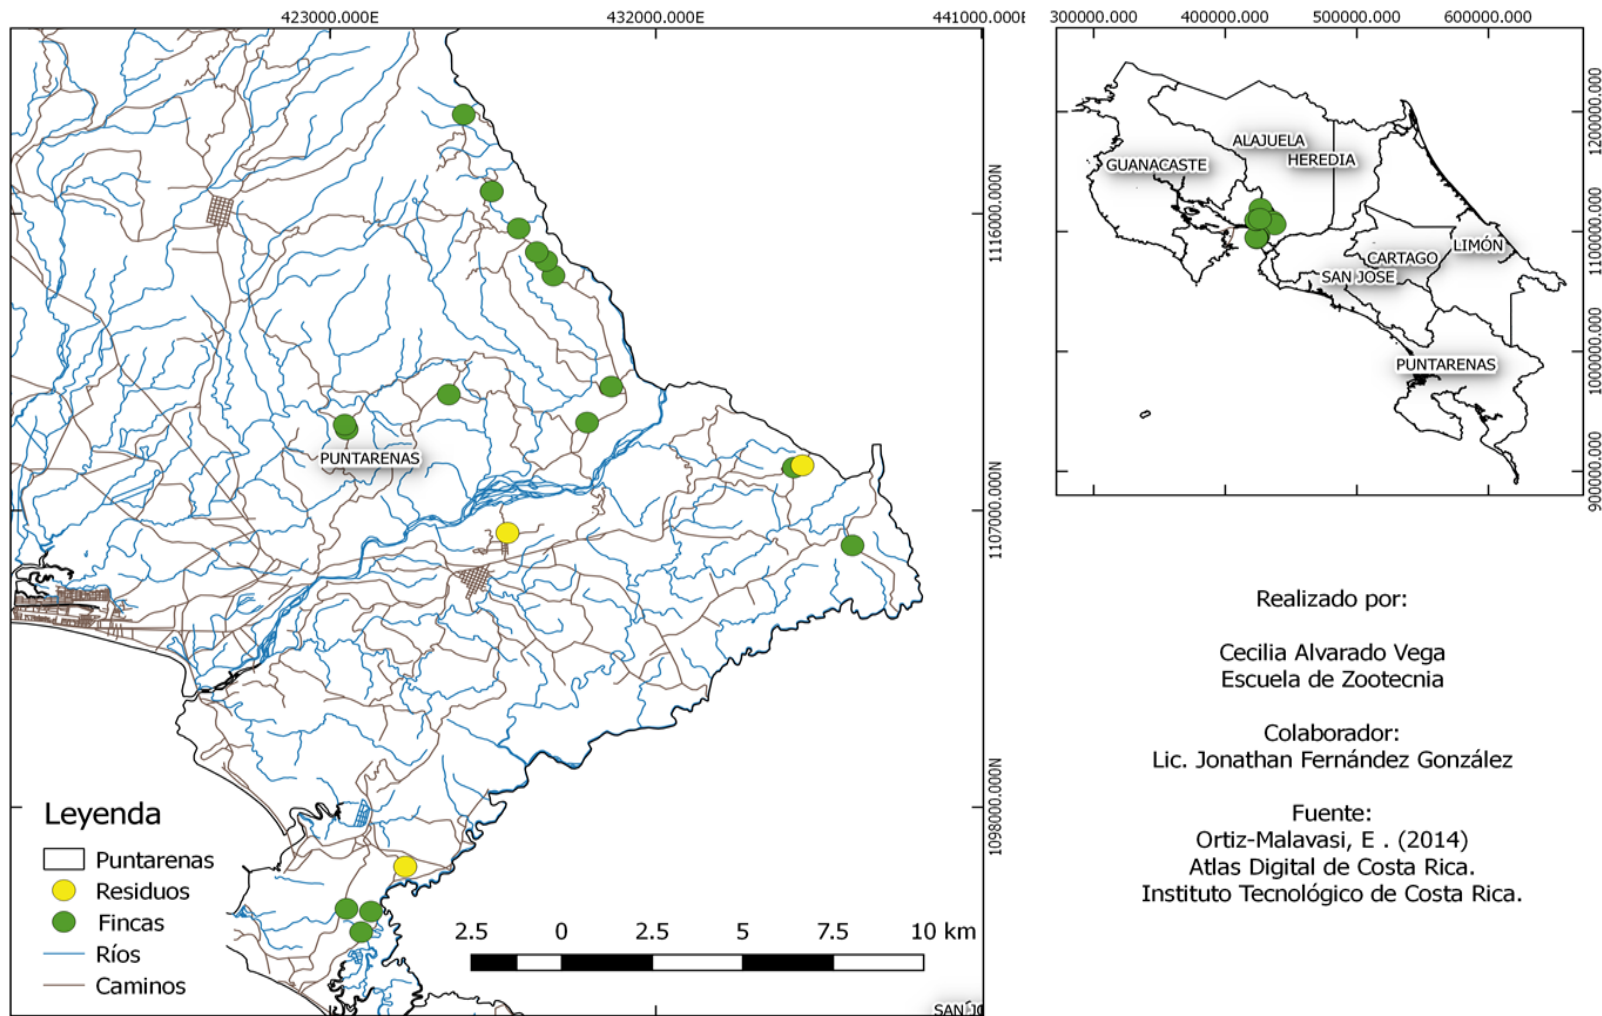 423000.000E
432000.000E
441000.000E
1116000.000N
1107000.000N
1098000.000N
PUNTARENAS
Leyenda
Puntarenas
Residuos
Fincas
Ríos
Caminos
2.5 0 2.5 5 7.5 10 km
300000.000 400000.000 500000.000 600000.000
1200000.000
1100000.000
1000000.000
900000.000
ALAJUELA
HEREDIA
GUANACASTE
LIMÓN
CARTAGO
SAN JOSE
PUNTARENAS
Realizado por:
Cecilia Alvarado Vega
Escuela de Zootecnia
Colaborador:
Lic. Jonathan Fernández González
Fuente:
Ortiz-Malavasi, E . (2014)
Atlas Digital de Costa Rica.
Instituto Tecnológico de Costa Rica.